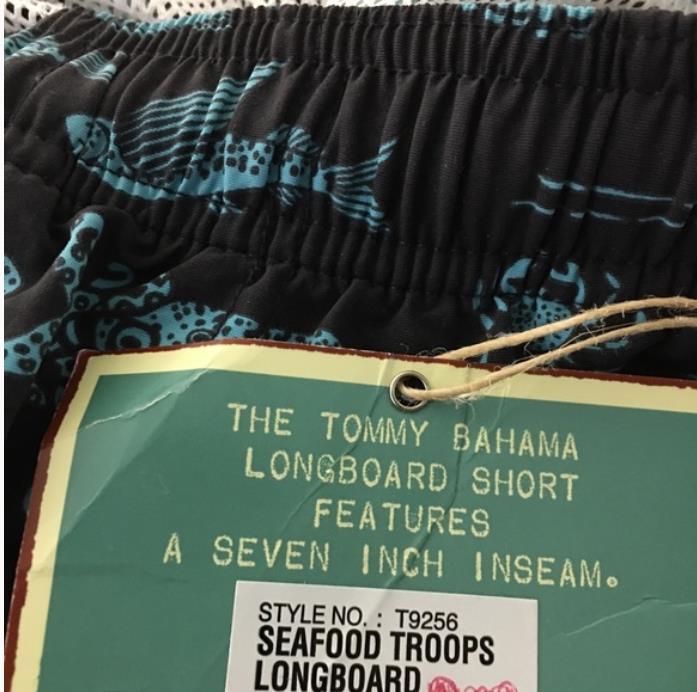 THE TOMMY BAHAMA
LONGBOARD SHORT
FEATURES
A SEVEN INCH INSEAM.
STYLE NO. : T9256
SEAFOOD TROOPS
LONGBOARD